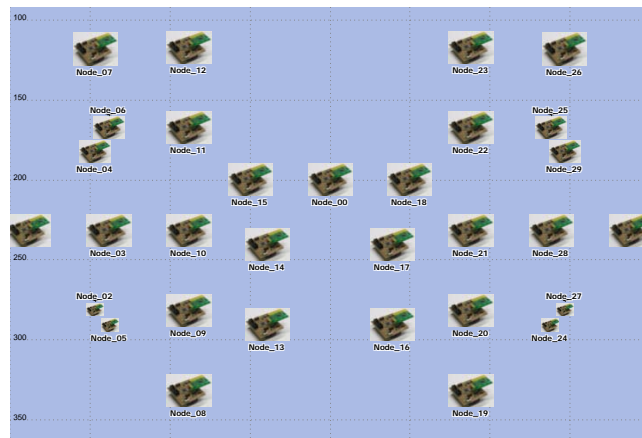 100
Node_07
Node_12
Node_23
Node_26
150
Node_06
Node_25
Node_11
Node_22
Node_04
Node_29
200
Node_15
Node_00
Node_18
Node_03
Node_10
Node_21
Node_28
250
Node_14
Node_17
Node_02
Node_27
Node_09
Node_20
Node_05
Node_24
300
Node_13
Node_16
Node_08
Node_19
350